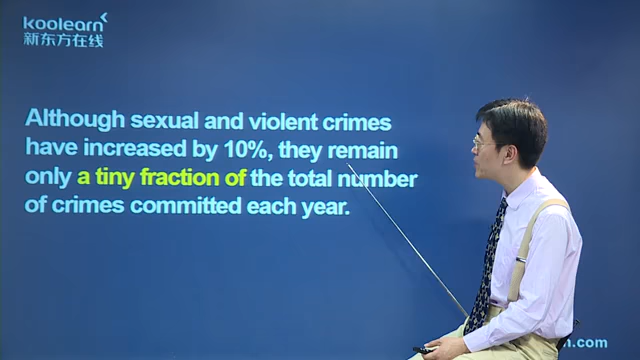 koolearn
新东方在线
Although sexual and violent crimes
have increased by 10%, they remain
only a tiny fraction of the total number
of crimes committed each year.
n.com